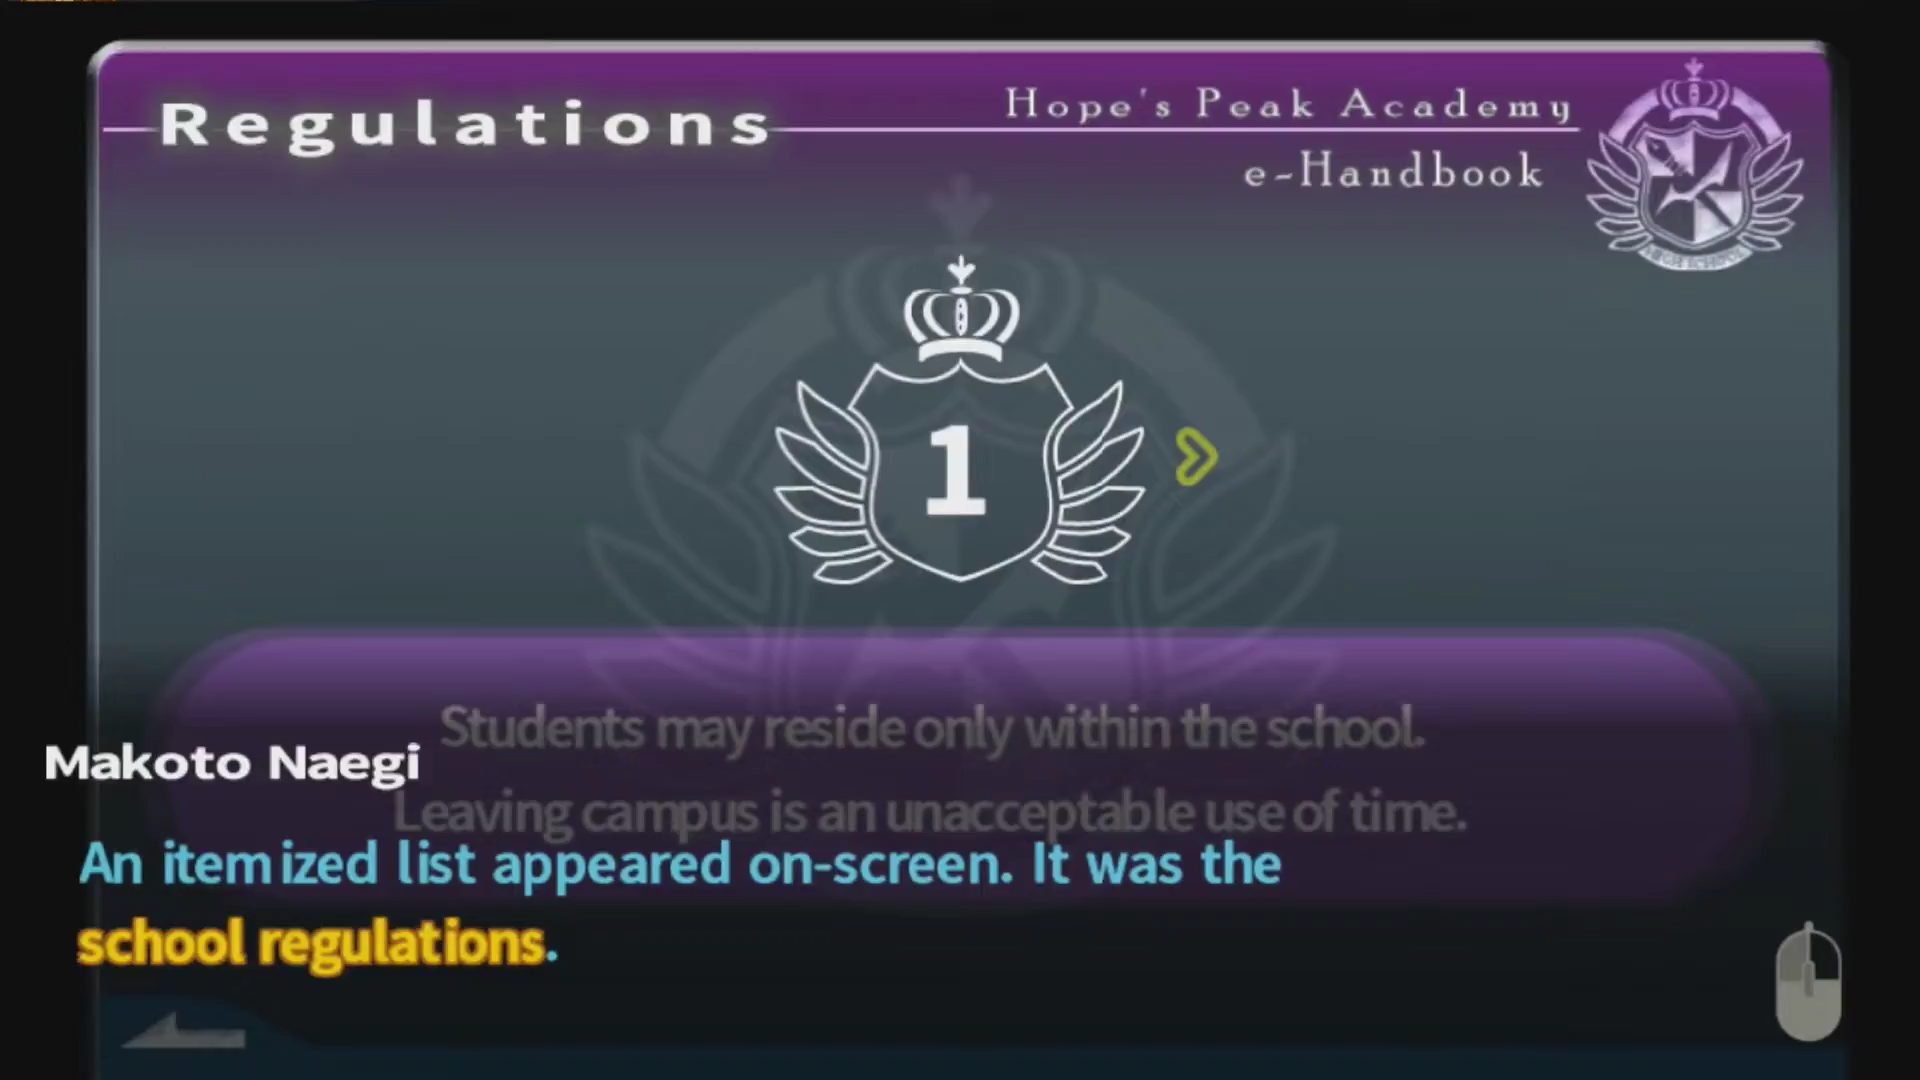 Regulations
Hope's Peak Academy
e-Handbook
1
Students may reside only within the school.
Leaving campus is an unacceptable use of time.
Makoto Naegi
An itemized list appeared on-screen. It was the
school regulations.